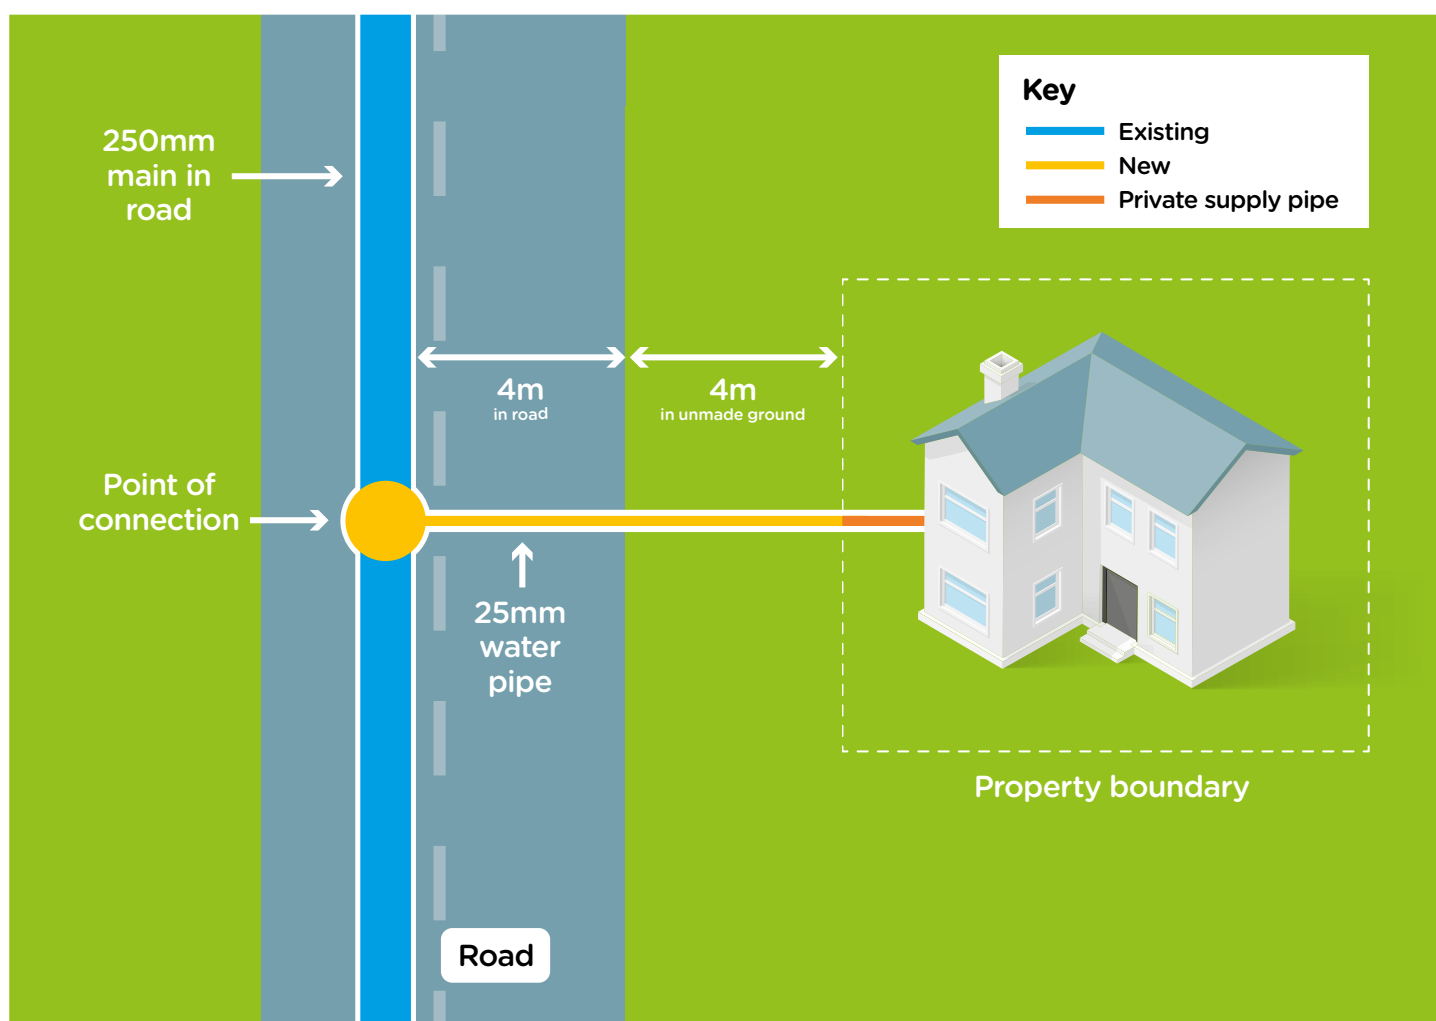 Key
Existing
New
Private supply pipe
250mm
main in
road
4m
in road
4m
in unmade ground
Point of
connection
25mm
water
pipe
Property boundary
Road